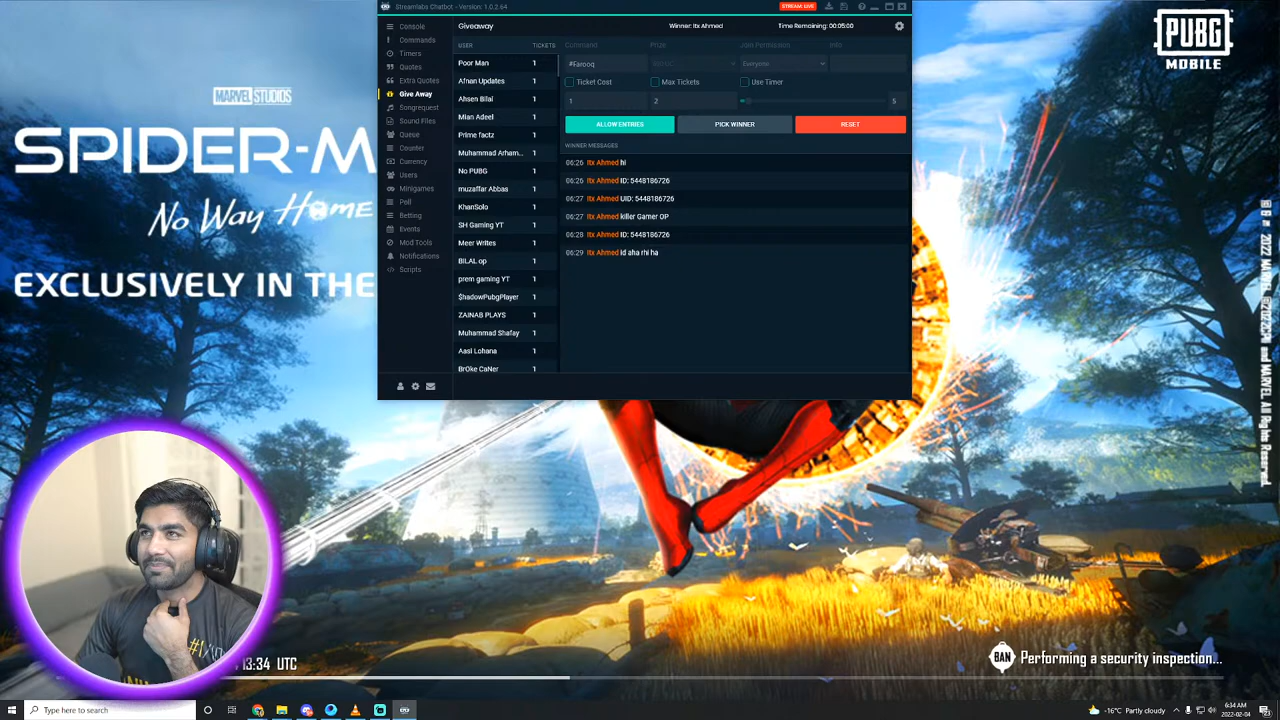 Streamlabs Chatbot - Version: 1.0.2.64
STREAM: LIVE
Console
Commands
Timers
Quotes
Extra Quotes
Give Away
Songrequest
Sound Files
Queue
Counter
Currency
Users
Minigames
Poll
Betting
Events
Mod Tools
Notifications
Scripts
Giveaway
Winner: Itx Ahmed
Time Remaining: 00:05:00
USER TICKETS
Poor Man 1
Afnan Updates 1
Ahsen Bilal 1
Mian Adeel 1
Prime factz 1
Muhammad Arham... 1
No PUBG 1
muzaffar Abbas 1
KhanSolo 1
SH Gaming YT 1
Meer Writes 1
BILAL op 1
prem gaming YT 1
$hadowPubgPlayer 1
ZAINAB PLAYS 1
Muhammad Shafay 1
Aasi Lohana 1
BrOke CaNer 1
Command Prize Join Permission Info
#Farooq Everyone
Ticket Cost Max Tickets Use Timer
1 2 5
ALLOW ENTRIES PICK WINNER RESET
WINNER MESSAGES
06:26 Itx Ahmed hi
06:26 Itx Ahmed ID: 5448186726
06:27 Itx Ahmed UID: 5448186726
06:27 Itx Ahmed killer Gamer OP
06:28 Itx Ahmed ID: 5448186726
06:29 Itx Ahmed id aha rhi ha
PUBG
MOBILE
MARVEL STUDIOS
SPIDER-M
No Way Home
EXCLUSIVELY IN THE
13:34 UTC
BAN
Performing a security inspection...
Type here to search
-16°C Partly cloudy
6:34 AM
2022-02-04